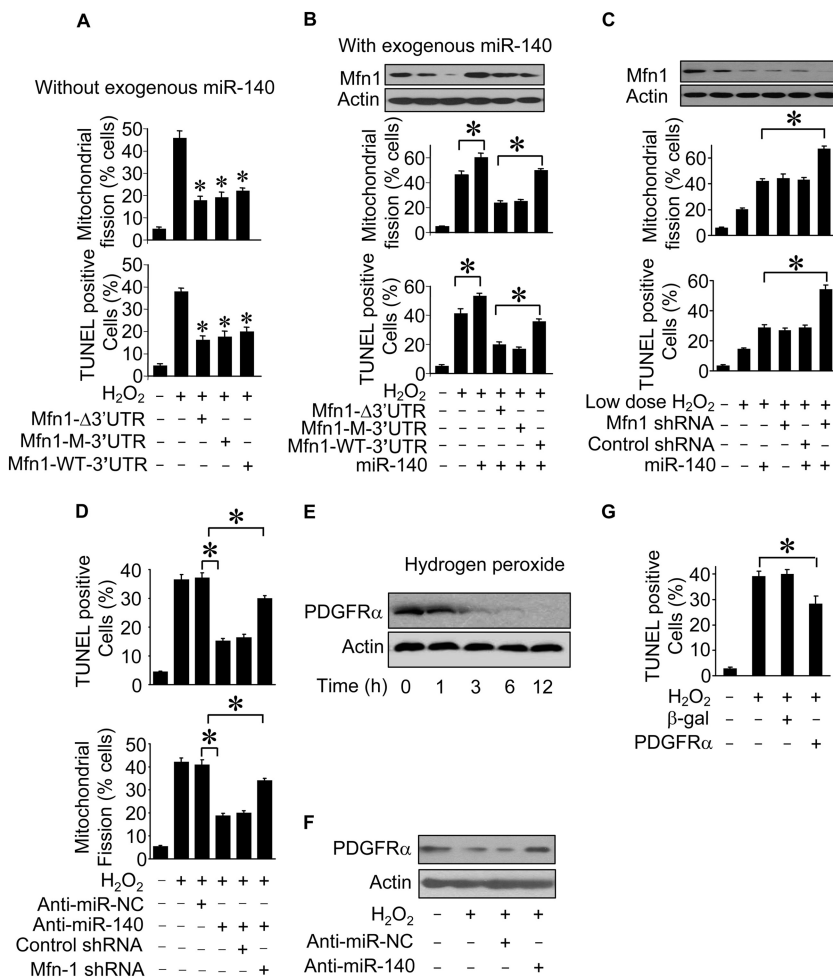 A
Without exogenous miR-140
Mitochondrial
fission (% cells)
50
40
30
20
10
0
* * *
TUNEL positive
Cells (%)
50
40
30
20
10
0
* * *
H2O2 – + + + +
Mfn1-Δ3'UTR – – + – –
Mfn1-M-3'UTR – – – + –
Mfn1-WT-3'UTR – – – – +
B
With exogenous miR-140
Mfn1
Actin
Mitochondrial
fission (% cells)
60
40
20
0
* *
TUNEL positive
Cells (%)
60
40
20
0
* *
H2O2 – + + + + +
Mfn1-Δ3'UTR – – – + – –
Mfn1-M-3'UTR – – – – + –
Mfn1-WT-3'UTR – – – – – +
miR-140 – – + + + +
C
Mfn1
Actin
Mitochondrial
fission (% cells)
80
60
40
20
0
*
TUNEL positive
Cells (%)
60
40
20
0
*
Low dose H2O2 – + + + + +
Mfn1 shRNA – – – + – +
Control shRNA – – – – + –
miR-140 – – + – + +
D
TUNEL positive
Cells (%)
40
30
20
10
0
* *
Mitochondrial
Fission (% cells)
50
40
30
20
10
0
* *
H2O2 – + + + + +
Anti-miR-NC – – + – – –
Anti-miR-140 – – – + + +
Control shRNA – – – – + –
Mfn-1 shRNA – – – – – +
E
Hydrogen peroxide
PDGFRα
Actin
Time (h) 0 1 3 6 12
F
PDGFRα
Actin
H2O2 – + + +
Anti-miR-NC – – + –
Anti-miR-140 – – – +
G
TUNEL positive
Cells (%)
40
30
20
10
0
*
H2O2 – + + +
β-gal – – + –
PDGFRα – – – +